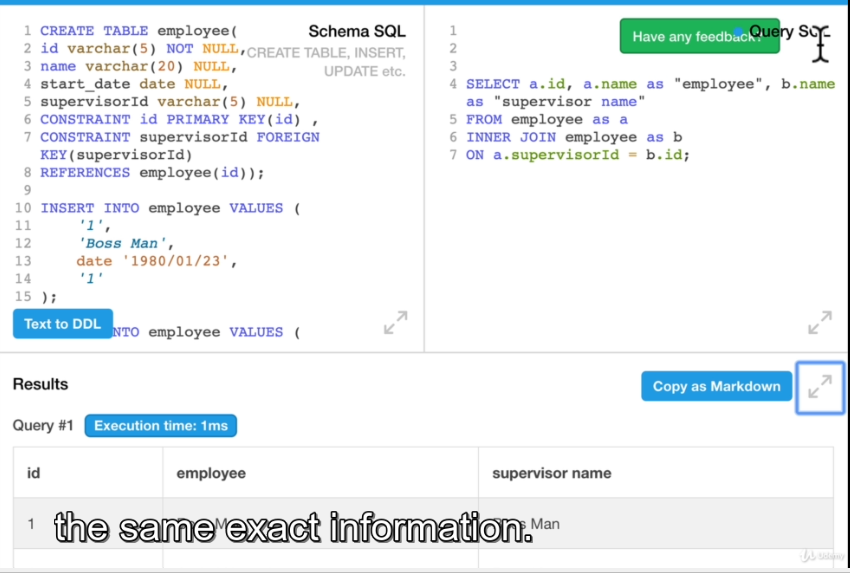 Schema SQL
CREATE TABLE, INSERT,
UPDATE etc.
1 CREATE TABLE employee(
2 id varchar(5) NOT NULL,
3 name varchar(20) NULL,
4 start_date date NULL,
5 supervisorId varchar(5) NULL,
6 CONSTRAINT id PRIMARY KEY(id) ,
7 CONSTRAINT supervisorId FOREIGN
KEY(supervisorId)
8 REFERENCES employee(id));
9
10 INSERT INTO employee VALUES (
11 '1',
12 'Boss Man',
13 date '1980/01/23',
14 '1'
15 );
NTO employee VALUES (
Text to DDL
Have any feedback?
Query SQL
1
2
3
4 SELECT a.id, a.name as "employee", b.name
as "supervisor name"
5 FROM employee as a
6 INNER JOIN employee as b
7 ON a.supervisorId = b.id;
Results
Copy as Markdown
Query #1 Execution time: 1ms
id employee supervisor name
1 Man
the same exact information.
Udemy